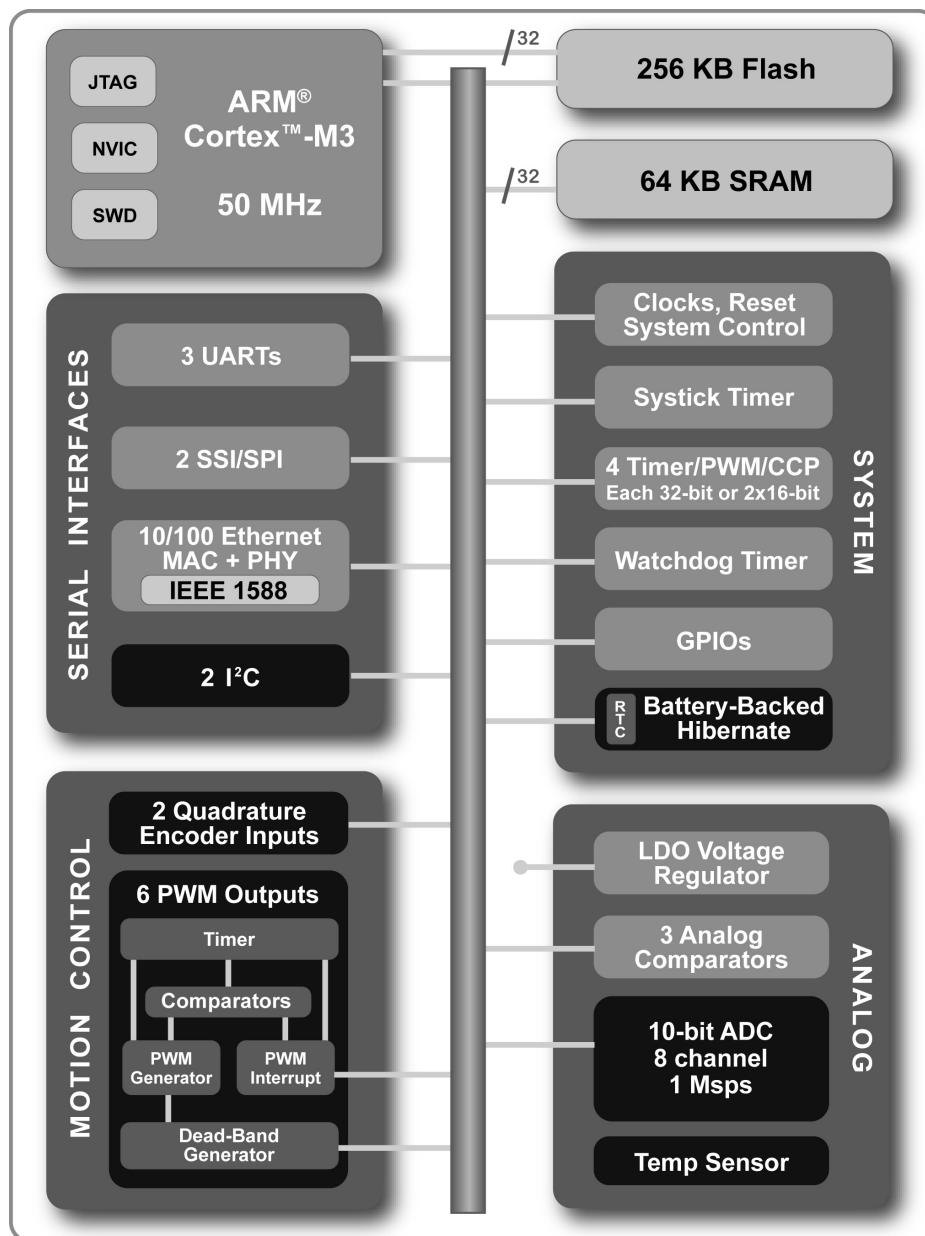 JTAG
NVIC
SWD
ARM®
Cortex™-M3
50 MHz
32
256 KB Flash
32
64 KB SRAM
SERIAL INTERFACES
3 UARTs
2 SSI/SPI
10/100 Ethernet
MAC + PHY
IEEE 1588
2 I²C
SYSTEM
Clocks, Reset
System Control
Systick Timer
4 Timer/PWM/CCP
Each 32-bit or 2x16-bit
Watchdog Timer
GPIOs
RTC
Battery-Backed
Hibernate
MOTION CONTROL
2 Quadrature
Encoder Inputs
6 PWM Outputs
Timer
Comparators
PWM
Generator
PWM
Interrupt
Dead-Band
Generator
ANALOG
LDO Voltage
Regulator
3 Analog
Comparators
10-bit ADC
8 channel
1 Msps
Temp Sensor